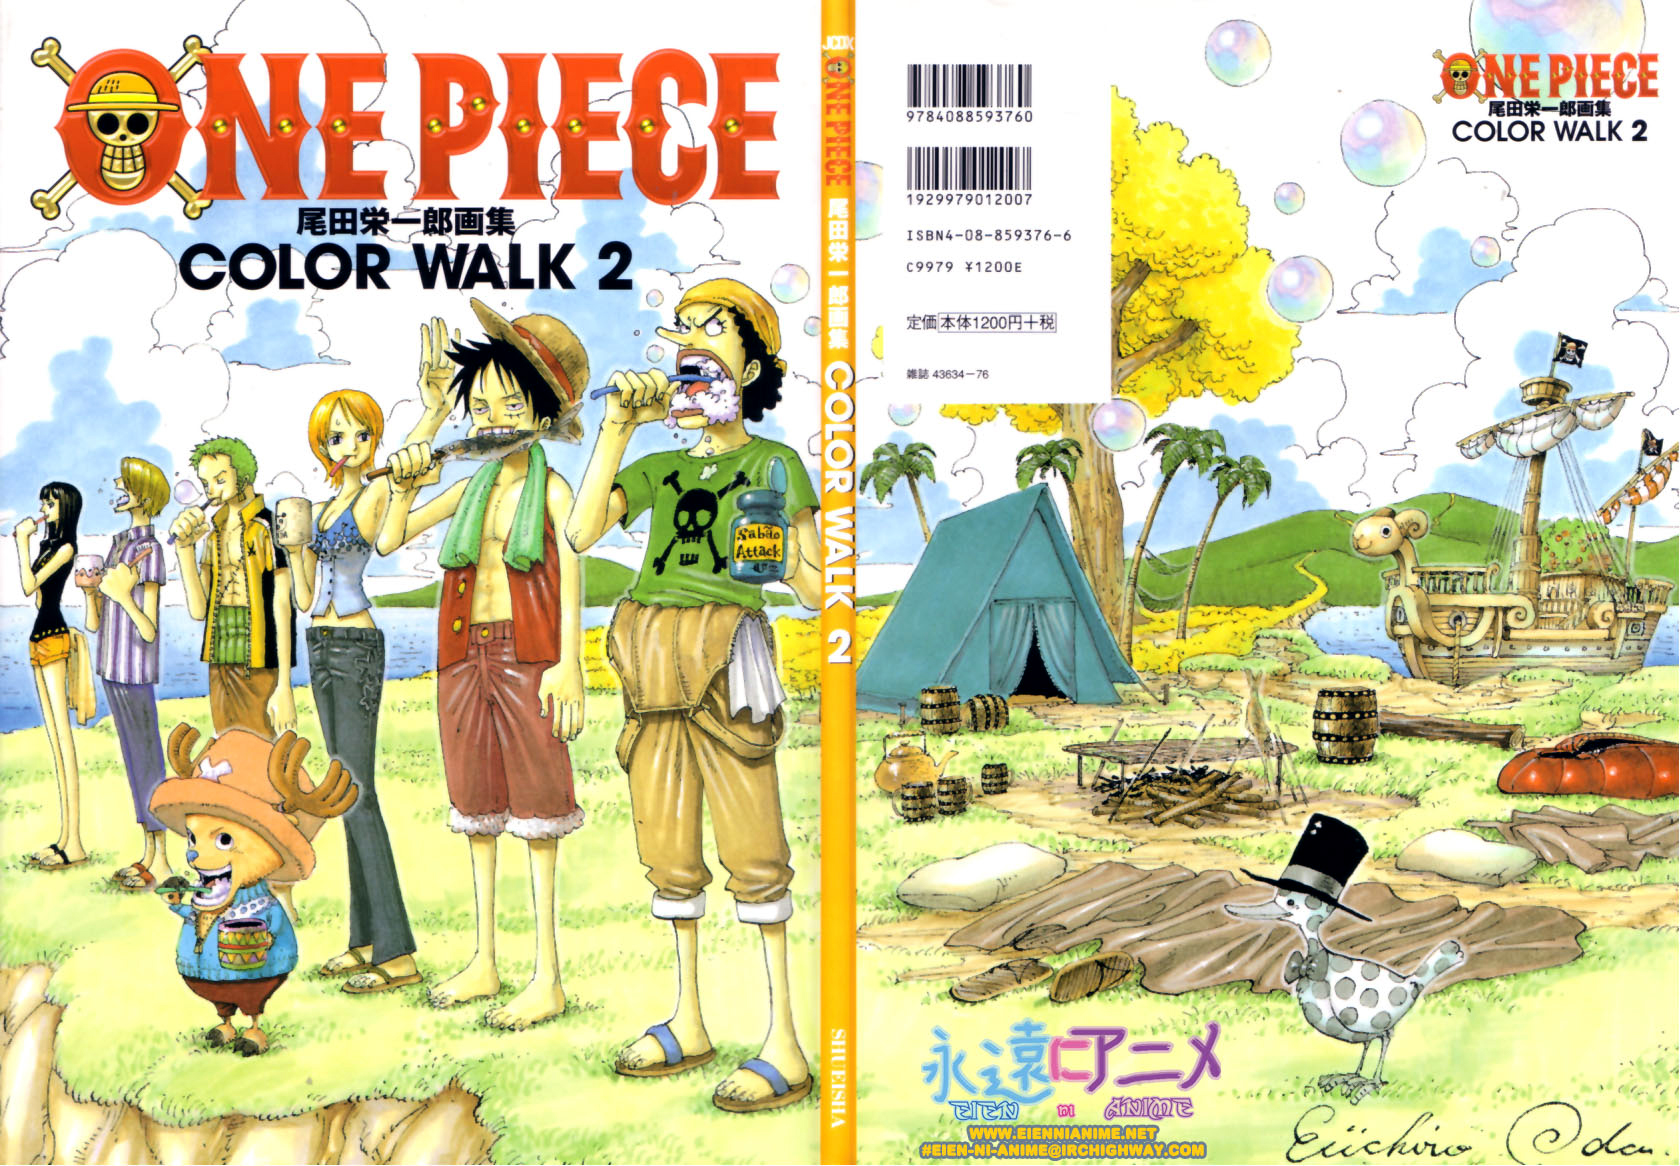 ONE PIECE
尾田栄一郎画集
COLOR WALK 2
Sabao
Attack
JCDX
ONE PIECE
尾田栄一郎画集
COLOR WALK 2
SHUEISHA
9784088593760
1929979012007
ISBN4-08-859376-6
C9979 ¥1200E
定価 本体1200円+税
雑誌 43634-76
ONE PIECE
尾田栄一郎画集
COLOR WALK 2
永遠にアニメ
EIEN ni ANIME
WWW.EIENNIANIME.NET
#EIEN-NI-ANIME@IRCHIGHWAY.COM
Eiichiro Oda